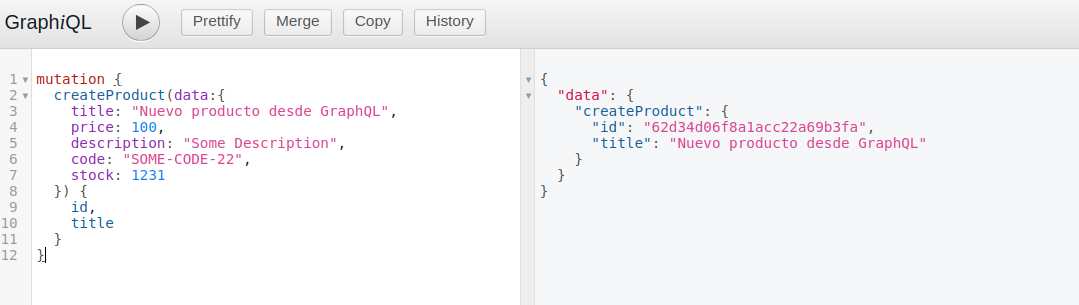 GraphiQL Prettify Merge Copy History
1 mutation {
2 createProduct(data:{
3 title: "Nuevo producto desde GraphQL",
4 price: 100,
5 description: "Some Description",
6 code: "SOME-CODE-22",
7 stock: 1231
8 }) {
9 id,
10 title
11 }
12 }
{
"data": {
"createProduct": {
"id": "62d34d06f8a1acc22a69b3fa",
"title": "Nuevo producto desde GraphQL"
}
}
}